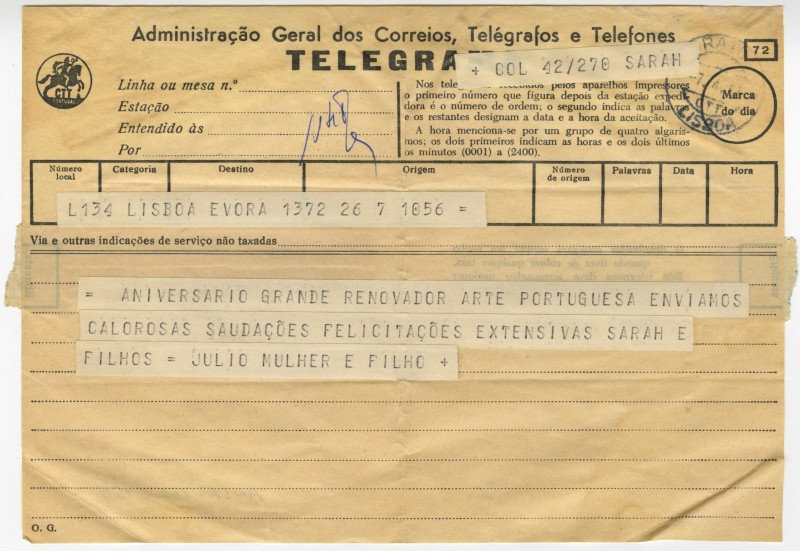 Administração Geral dos Correios, Telégrafos e Telefones
72
TELEGRA
+ COL 42/270 SARAH
CTT
PORTUGAL
Linha ou mesa n.º
Estação
Entendido às
Por
Nos pelos aparelhos impressores
o primeiro número que figura depois da estação expedi-
dora é o número de ordem; o segundo indica as palavras
e os restantes designam a data e a hora da aceitação.
A hora menciona-se por um grupo de quatro algaris-
mos; os dois primeiros indicam as horas e os dois últimos
os minutos (0001) a (2400).
Marca
do dia
LISBOA
Número local
Categoria
Destino
Origem
Número de origem
Palavras
Data
Hora
L134 LISBOA EVORA 1372 26 7 1056 =
Via e outras indicações de serviço não taxadas
= ANIVERSARIO GRANDE RENOVADOR ARTE PORTUGUESA ENVIAMOS
CALOROSAS SAUDAÇÕES FELICITAÇÕES EXTENSIVAS SARAH E
FILHOS = JULIO MULHER E FILHO +
O. G.